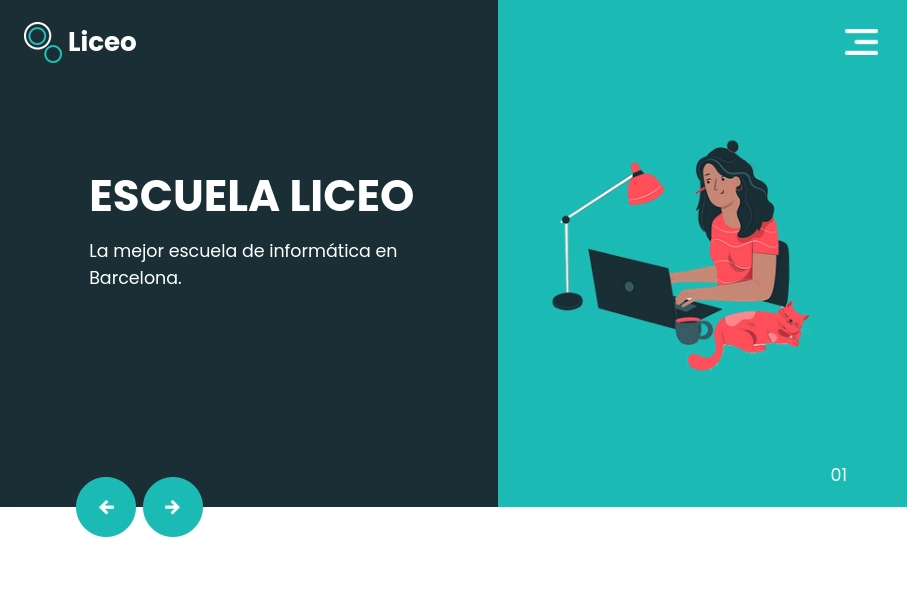 Liceo
ESCUELA LICEO
La mejor escuela de informática en
Barcelona.
01